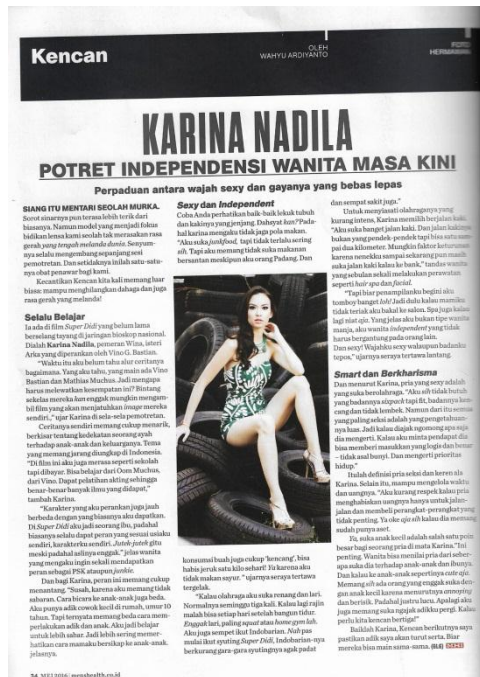 Kencan
OLEH
WAHYU ARDIYANTO
FOTO
KARINA NADILA
POTRET INDEPENDENSI WANITA MASA KINI
Perpaduan antara wajah sexy dan gayanya yang bebas lepas
SIANG ITU MENTARI SEOLAH MURKA.
Sorot sinarnya pun terasa lebih terik dari
biasanya. Namun model yang menjadi fokus
bidikan lensa kami seolah tak merasakan rasa
gerah yang tengah melanda dunia. Senyum-
nya selalu mengembang sepanjang sesi
pemotretan. Dan setidaknya inilah satu-satu-
nya obat penawar bagi kami.
Kecantikan Kencan kita kali memang luar
biasa: mampu menghilangkan dahaga dan juga
rasa gerah yang melanda!
Selalu Belajar
Ia ada di film Super Didi yang belum lama
berselang tayang di jaringan bioskop nasional.
Dialah Karina Nadila, pemeran Wina, isteri
Arka yang diperankan oleh Vino G. Bastian.
"Waktu itu aku belum tahu alur ceritanya
bagaimana. Yang aku tahu, yang main ada Vino
Bastian dan Mathias Muchus. Jadi mengapa
harus melewatkan kesempatan ini? Bintang
sekelas mereka kan enggak mungkin mengam-
bil film yang akan menjatuhkan image mereka
sendiri.," ujar Karina di sela-sela pemotretan.
Ceritanya sendiri memang cukup menarik,
berkisar tentang kedekatan seorang ayah
terhadap anak-anak dan keluarganya. Tema
yang memang jarang diungkap di Indonesia.
"Di film ini aku juga merasa seperti sekolah
tapi dibayar. Bisa belajar dari Oom Muchus,
dari Vino. Dapat pelatihan akting sehingga
benar-benar banyak ilmu yang didapat,"
tambah Karina.
"Karakter yang aku perankan juga jauh
berbeda dengan yang biasanya aku dapatkan.
Di Super Didi aku jadi seorang ibu, padahal
biasanya selalu dapat peran yang sesuai usiaku
sendiri, karakterku sendiri. Jutek-jutek gitu
meski padahal aslinya enggak." jelas wanita
yang mengaku ingin sekali mendapatkan
peran sebagai PSK ataupun junkie.
Dan bagi Karina, peran ini memang cukup
menantang. "Susah, karena aku memang tidak
sabaran. Cara bicara ke anak-anak juga beda.
Aku punya adik cowok kecil di rumah, umur 10
tahun. Tapi ternyata memang beda cara mem-
perlakukan adik dan anak. Aku jadi belajar
untuk lebih sabar. Jadi lebih sering memer-
hatikan cara mamaku bersikap ke anak-anak.
jelasnya.
Sexy dan Independent
Coba Anda perhatikan baik-baik lekuk tubuh
dan kakinya yang jenjang. Dahsyat kan? Pada-
hal karina mengaku tidak jaga pola makan.
"Aku suka junkfood, tapi tidak terlalu sering
sih. Tapi aku memang tidak suka makanan
bersantan meskipun aku orang Padang. Dan
konsumsi buah juga cukup 'kencang', bisa
habis jeruk satu kilo sehari! Ya karena aku
tidak makan sayur. " ujarnya seraya tertawa
tergelak.
"Kalau olahraga aku suka renang dan lari.
Normalnya seminggu tiga kali. Kalau lagi rajin
malah bisa setiap hari setelah bangun tidur.
Enggak lari, paling squat atau home gym lah.
Aku juga sempet ikut Indobarian. Nah pas
mulai ikut syuting Super Didi, Indobarian-nya
berkurang gara-gara syutingnya agak padat
dan sempat sakit juga."
Untuk menyiasati olahraganya yang
kurang intens, Karina memilih berjalan kaki.
"Aku suka banget jalan kaki. Dan jalan kakinya
bukan yang pendek-pendek tapi bisa satu sam-
pai dua kilometer. Mungkin faktor keturunan
karena nenekku sampai sekarang pun masih
suka jalan kaki kalau ke bank," tandas wanita
yang sebulan sekali melakukan perawatan
seperti hair spa dan facial.
"Tapi biar penampilanku begini aku
tomboy banget loh! Jadi dulu kalau mamiku
tidak teriak aku bakal ke salon. Spa juga kalau
lagi niat aja. Yang jelas aku bukan tipe wanita
manja, aku wanita independent yang tidak
harus bergantung pada orang lain.
Dan sexy! Wajahku sexy walaupun badanku
tepos," ujarnya seraya tertawa lantang.
Smart dan Berkharisma
Dan menurut Karina, pria yang sexy adalah
yang suka berolahraga. "Aku sih tidak butuh
yang badannya sixpack tapi fit, badannya ken-
cang dan tidak lembek. Namun dari itu semua
yang paling seksi adalah yang pengetahuan-
nya luas. Jadi kalau diajak ngomong apa saja
dia mengerti. Kalau aku minta pendapat dia
bisa memberi masukkan yang logis dan benar
– tidak asal bunyi. Dan mengerti prioritas
hidup."
Itulah definisi pria seksi dan keren ala
Karina. Selain itu, mampu mengelola waktu
dan uangnya. "Aku kurang respek kalau pria
menghabiskan uangnya hanya untuk jalan-
jalan dan membeli perangkat-perangkat yang
tidak penting. Ya oke aja sih kalau dia memang
sudah punya aset.
Ya, suka anak kecil adalah salah satu poin
besar bagi seorang pria di mata Karina." Ini
penting. Wanita bisa menilai pria dari seber-
apa suka dia terhadap anak-anak dan ibunya.
Dan kalau ke anak-anak sepertinya cute aja.
Memang sih ada orang yang enggak suka den-
gan anak kecil karena menurutnya annoying
dan berisik. Padahal justru lucu. Apalagi aku
juga memang suka ngajak adikku pergi. Kalau
perlu kita kencan bertiga!"
Baiklah Karina, Kencan berikutnya saya
pastikan adik saya akan turut serta. Biar
mereka bisa main sama-sama.
34 MEI 2016 | menshealth.co.id